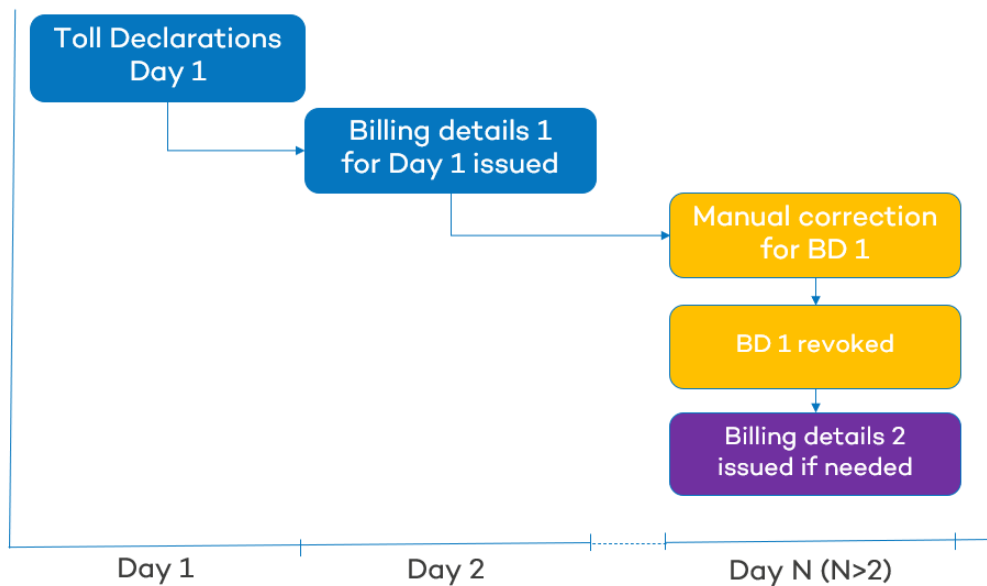 Toll Declarations
Day 1
Billing details 1
for Day 1 issued
Manual correction
for BD 1
BD 1 revoked
Billing details 2
issued if needed
Day 1
Day 2
Day N (N>2)